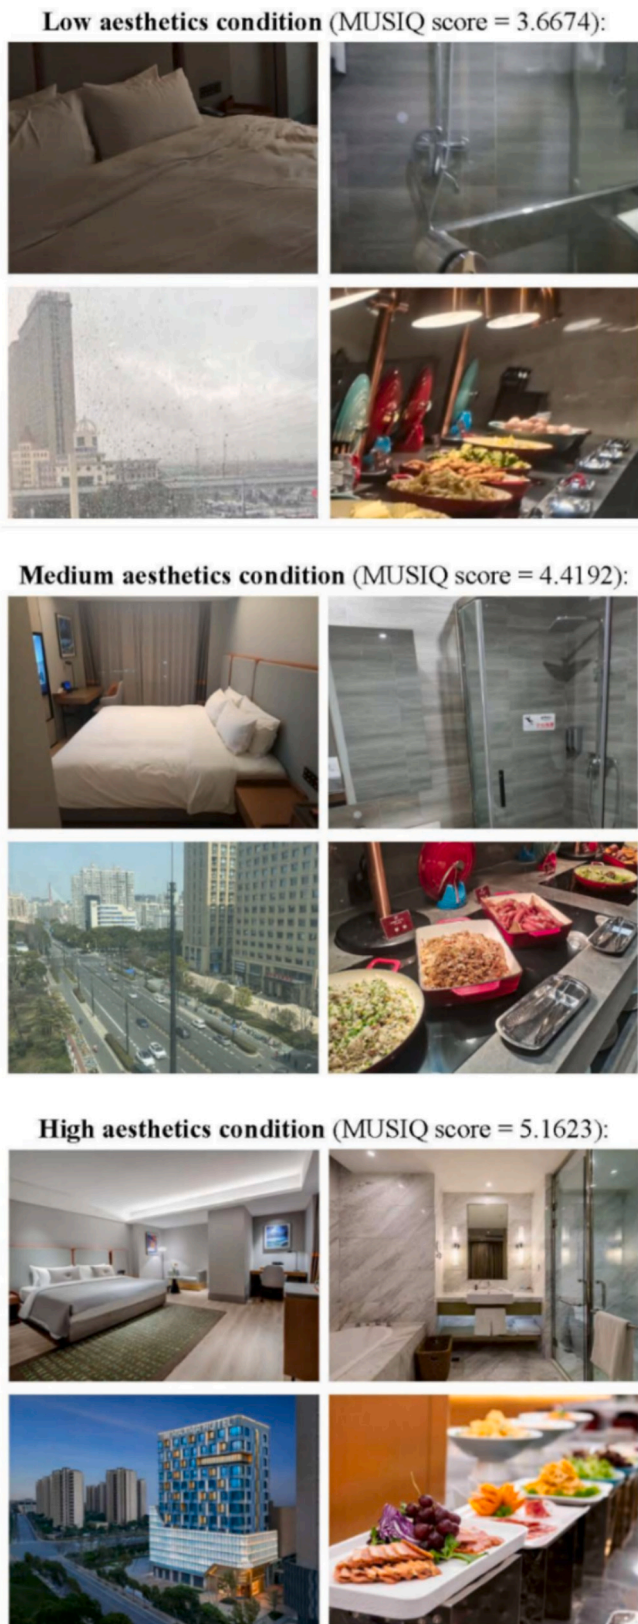 Low aesthetics condition (MUSIQ score = 3.6674):
Medium aesthetics condition (MUSIQ score = 4.4192):
High aesthetics condition (MUSIQ score = 5.1623):